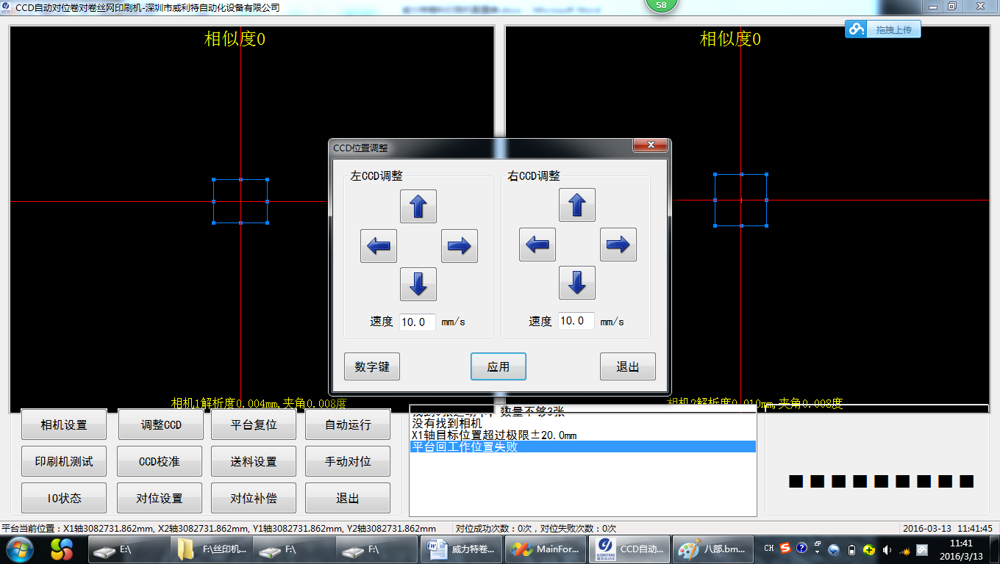 CCD自动对位卷对卷丝网印刷机-深圳市威利特自动化设备有限公司
58
拖拽上传
相似度0
相似度0
CCD位置调整
左CCD调整
右CCD调整
速度 10.0 mm/s
速度 10.0 mm/s
数字键
应用
退出
相机1解析度0.004mm,夹角0.008度
相机2解析度0.010mm,夹角0.008度
相机设置
调整CCD
平台复位
自动运行
印刷机测试
CCD校准
送料设置
手动对位
IO状态
对位设置
对位补偿
退出
数量不够3张
没有找到相机
X1轴目标位置超过极限±20.0mm
平台回工作位置失败
平台当前位置：X1轴3082731.862mm, X2轴3082731.862mm, Y1轴3082731.862mm, Y2轴3082731.862mm
对位成功次数：0次，对位失败次数：0次
2016-03-13 11:41:45
E:\
F:\丝印机...
F:\
F:\
威力特卷...
MainFor...
CCD自动...
八部.bm...
CH
11:41
2016/3/13